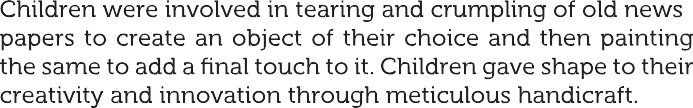 Children were involved in tearing and crumpling of old news
papers to create an object of their choice and then painting
the same to add a final touch to it. Children gave shape to their
creativity and innovation through meticulous handicraft.